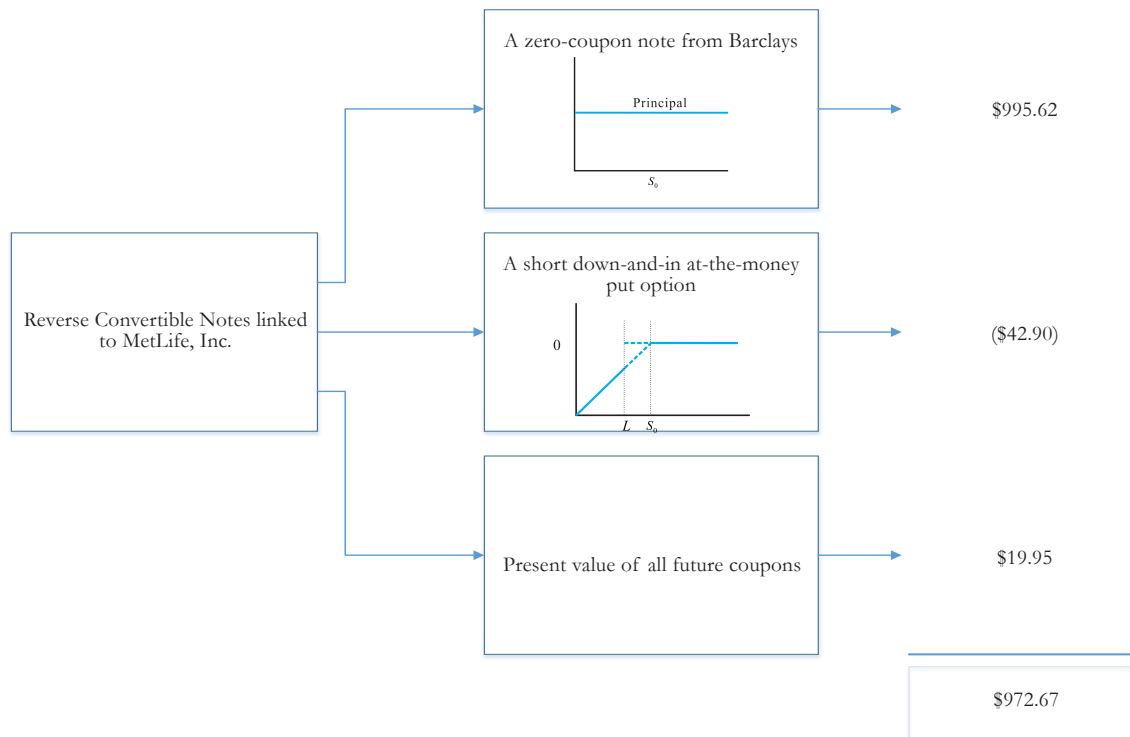 A zero-coupon note from Barclays
Principal
S₀
$995.62
Reverse Convertible Notes linked
to MetLife, Inc.
A short down-and-in at-the-money
put option
0
L S₀
($42.90)
Present value of all future coupons
$19.95
$972.67